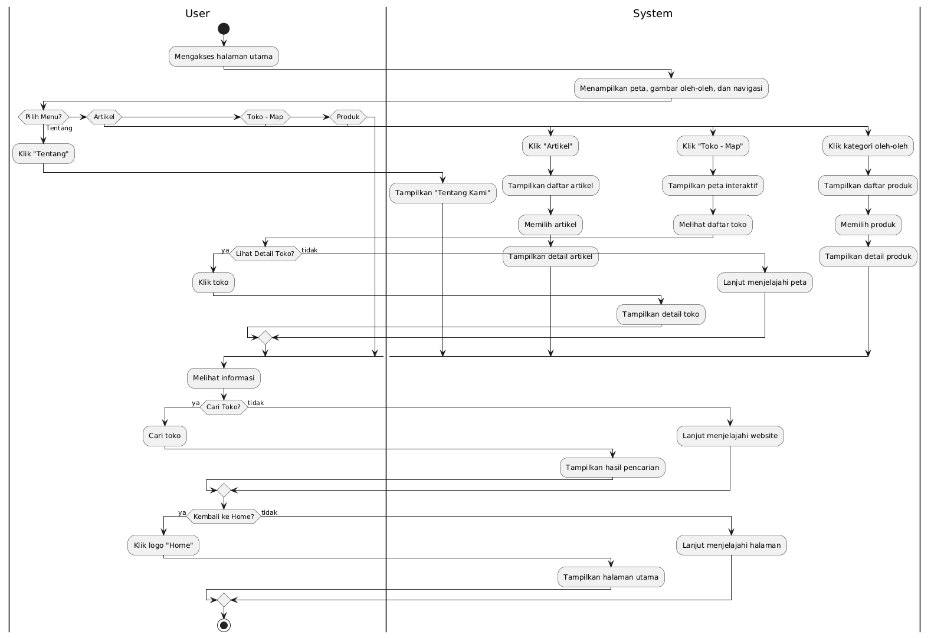 User
System
Mengakses halaman utama
Menampilkan peta, gambar oleh-oleh, dan navigasi
Pilih Menu?
Artikel
Toko - Map
Produk
Tentang
Klik "Tentang"
Klik "Artikel"
Klik "Toko - Map"
Klik kategori oleh-oleh
Tampilkan "Tentang Kami"
Tampilkan daftar artikel
Tampilkan peta interaktif
Tampilkan daftar produk
Memilih artikel
Melihat daftar toko
Memilih produk
ya
Lihat Detail Toko?
tidak
Tampilkan detail artikel
Tampilkan detail produk
Klik toko
Lanjut menjelajahi peta
Tampilkan detail toko
Melihat informasi
ya
Cari Toko?
tidak
Cari toko
Lanjut menjelajahi website
Tampilkan hasil pencarian
ya
Kembali ke Home?
tidak
Klik logo "Home"
Lanjut menjelajahi halaman
Tampilkan halaman utama